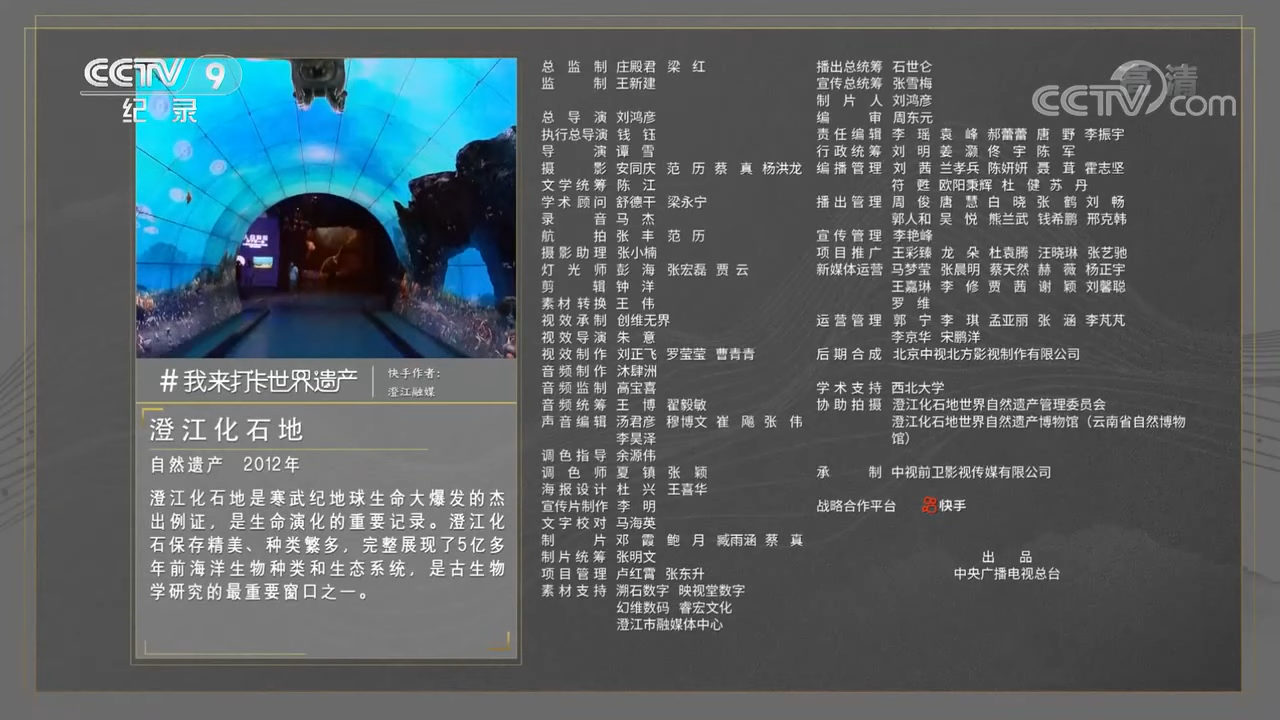 CCTV 9
纪录
高清
CCTV.com
#我来打卡世界遗产
快手作者：
澄江融媒
澄江化石地
自然遗产 2012年
澄江化石地是寒武纪地球生命大爆发的杰
出例证，是生命演化的重要记录。澄江化
石保存精美、种类繁多，完整展现了5亿多
年前海洋生物种类和生态系统，是古生物
学研究的最重要窗口之一。
总监制 庄殿君 梁红
监制 王新建
总导演 刘鸿彦
执行总导演 钱钰
导演 谭雪
摄影 安同庆 范历 蔡真 杨洪龙
文学统筹 陈江
学术顾问 舒德干 梁永宁
录音 马杰
航拍 张丰 范历
摄影助理 张小楠
灯光师 彭海 张宏磊 贾云
剪辑 钟洋
素材转换 王伟
视效承制 创维无界
视效导演 朱意
视效制作 刘正飞 罗莹莹 曹青青
音频制作 沐肆洲
音频监制 高宝喜
音频统筹 王博 翟毅敏
声音编辑 汤君彦 穆博文 崔飚 张伟
李昊泽
调色指导 余源伟
调色师 夏镇 张颖
海报设计 杜兴 王喜华
宣传片制作 李明
文字校对 马海英
制片 邓霞 鲍月 臧雨涵 蔡真
制片统筹 张明文
项目管理 卢红霄 张东升
素材支持 溯石数字 映视堂数字
幻维数码 睿宏文化
澄江市融媒体中心
播出总统筹 石世仑
宣传总统筹 张雪梅
制片人 刘鸿彦
编审 周东元
责任编辑 李瑶 袁峰 郝蕾蕾 唐野 李振宇
行政统筹 刘明 姜灏 佟宇 陈军
编播管理 刘茜 兰孝兵 陈妍妍 聂茸 霍志坚
符甦 欧阳秉辉 杜健 苏丹
播出管理 周俊 唐慧 白晓 张鹤 刘畅
郭人和 吴悦 熊兰武 钱希鹏 邢克韩
宣传管理 李艳峰
项目推广 王彩臻 龙朵 杜袁腾 汪晓琳 张艺驰
新媒体运营 马梦莹 张晨明 蔡天然 赫薇 杨正宇
王嘉琳 李修 贾茜 谢颖 刘馨聪
罗维
运营管理 郭宁 李琪 孟亚丽 张涵 李芃芃
李京华 宋鹏洋
后期合成 北京中视北方影视制作有限公司
学术支持 西北大学
协助拍摄 澄江化石地世界自然遗产管理委员会
澄江化石地世界自然遗产博物馆（云南省自然博物
馆）
承制 中视前卫影视传媒有限公司
战略合作平台 快手
出品
中央广播电视总台